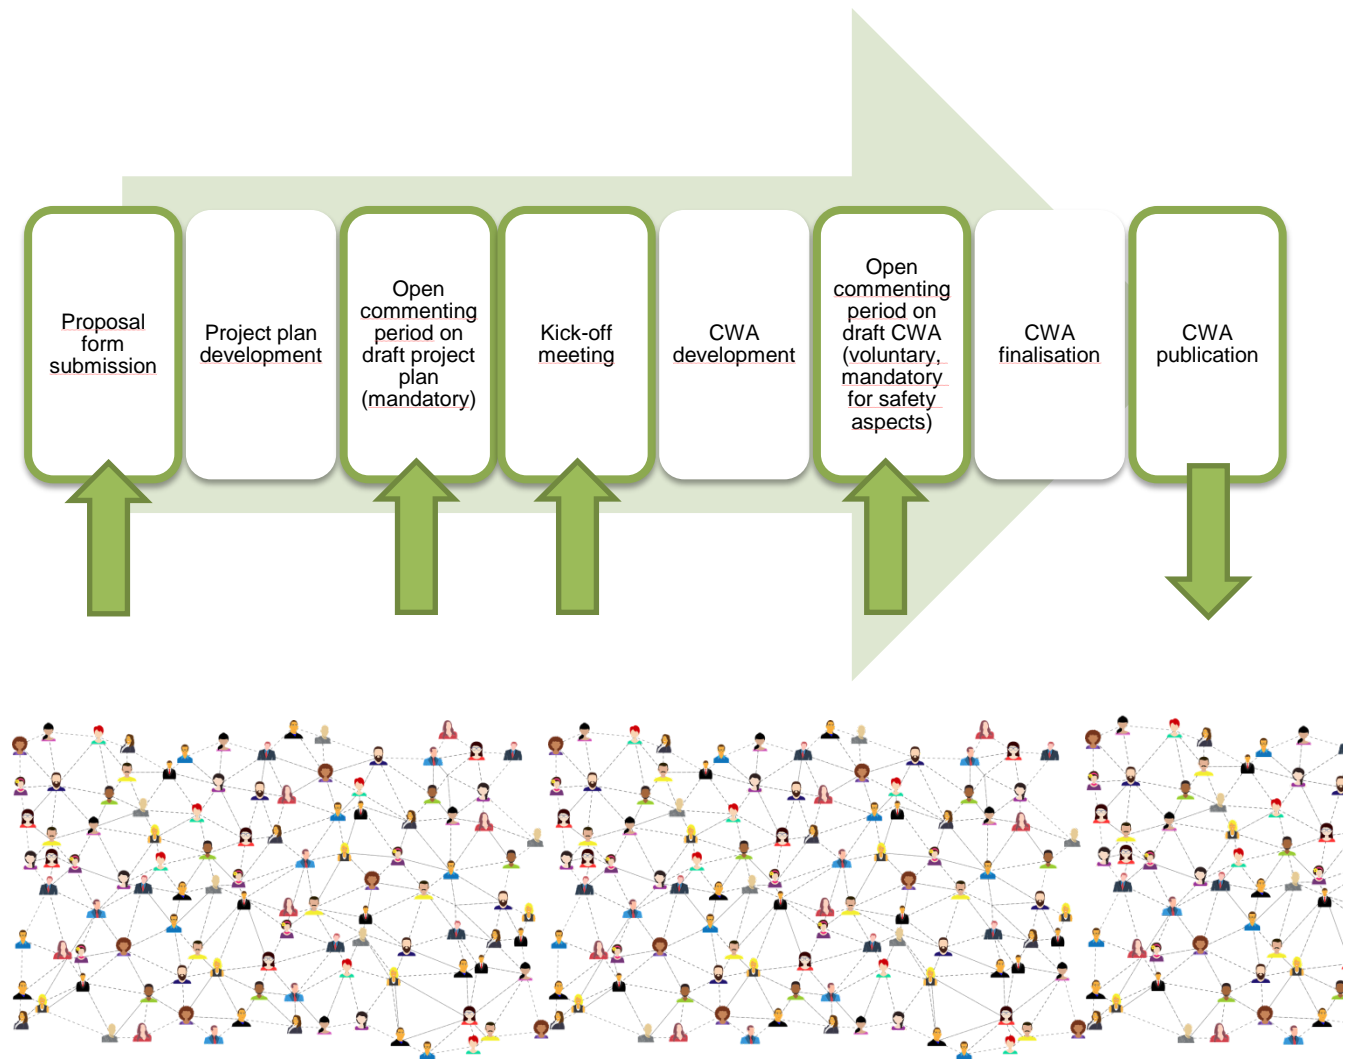 Proposal
form
submission
Project plan
development
Open
commenting
period on
draft project
plan
(mandatory)
Kick-off
meeting
CWA
development
Open
commenting
period on
draft CWA
(voluntary,
mandatory
for safety
aspects)
CWA
finalisation
CWA
publication